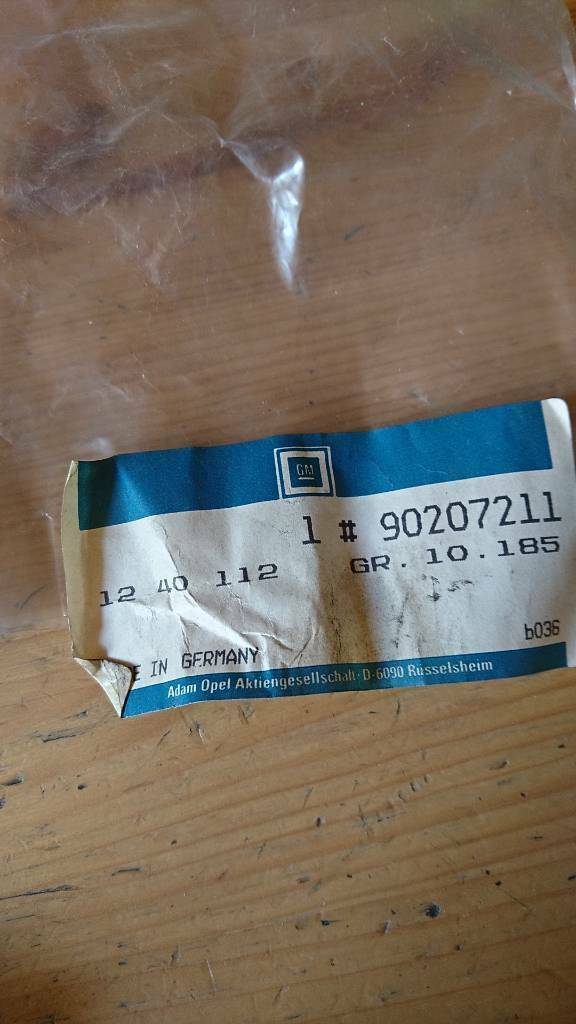 GM
1 # 90207211
12 40 112 GR. 10.185
b036
IN GERMANY
Adam Opel Aktiengesellschaft·D-6090 Rüsselsheim